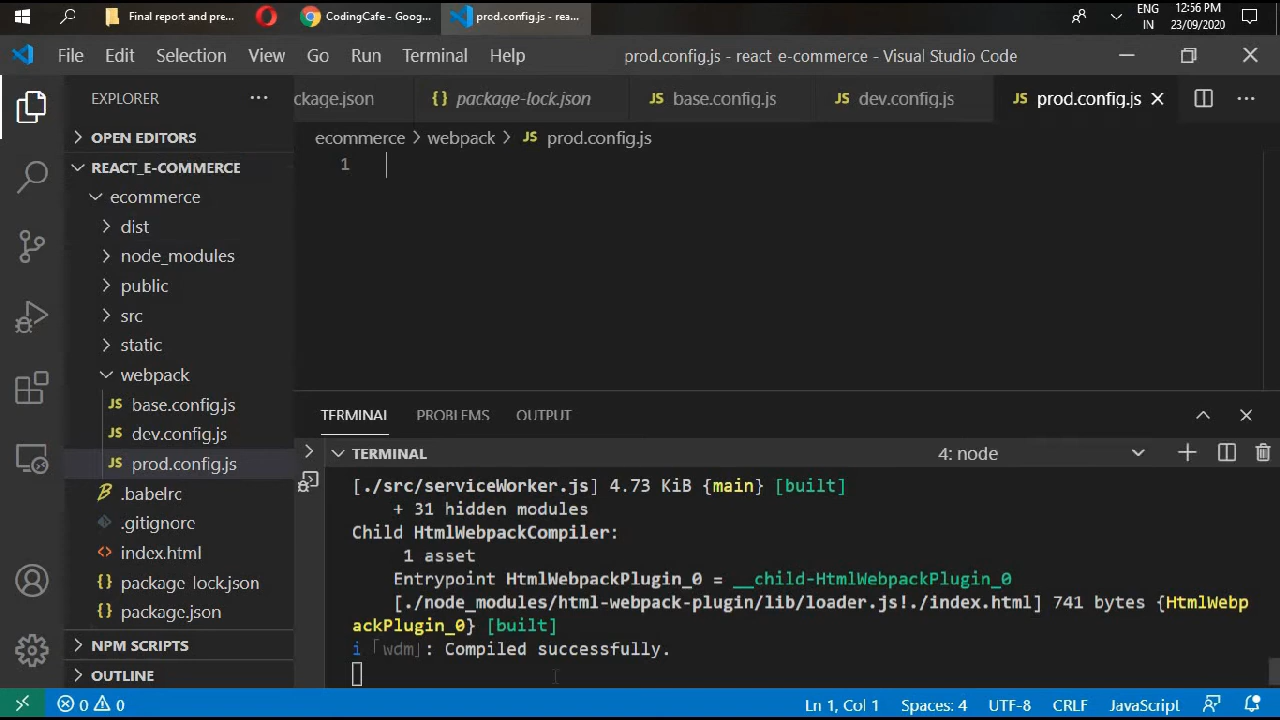 Final report and pre...
CodingCafe - Goog...
prod.config.js - rea...
ENG
IN
12:56 PM
23/09/2020
File Edit Selection View Go Run Terminal Help
prod.config.js - react e-commerce - Visual Studio Code
EXPLORER
ckage.json
{} package-lock.json
JS base.config.js
JS dev.config.js
JS prod.config.js
ecommerce > webpack > JS prod.config.js
1
OPEN EDITORS
REACT_E-COMMERCE
ecommerce
dist
node_modules
public
src
static
webpack
JS base.config.js
JS dev.config.js
JS prod.config.js
.babelrc
.gitignore
<> index.html
{} package-lock.json
{} package.json
NPM SCRIPTS
OUTLINE
TERMINAL PROBLEMS OUTPUT
TERMINAL
4: node
[./src/serviceWorker.js] 4.73 KiB {main} [built]
+ 31 hidden modules
Child HtmlWebpackCompiler:
1 asset
Entrypoint HtmlWebpackPlugin_0 = __child-HtmlWebpackPlugin_0
[./node_modules/html-webpack-plugin/lib/loader.js!./index.html] 741 bytes {HtmlWebp
ackPlugin_0} [built]
i ｢wdm｣: Compiled successfully.
0 0
Ln 1, Col 1
Spaces: 4
UTF-8
CRLF
JavaScript